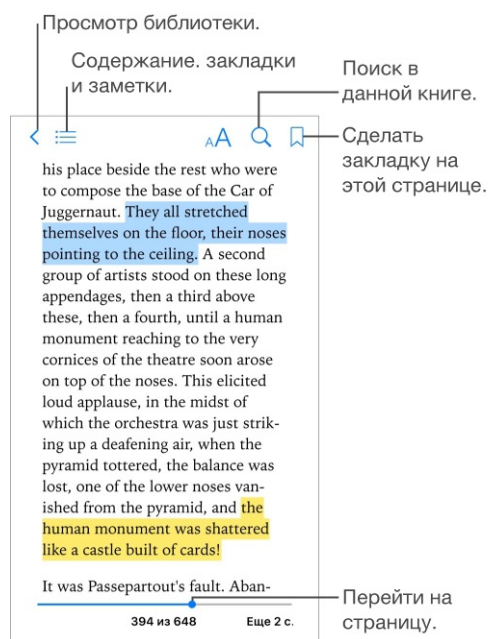 Просмотр библиотеки.
Содержание. закладки
и заметки.
Поиск в
данной книге.
Сделать
закладку на
этой странице.
AA
his place beside the rest who were
to compose the base of the Car of
Juggernaut. They all stretched
themselves on the floor, their noses
pointing to the ceiling. A second
group of artists stood on these long
appendages, then a third above
these, then a fourth, until a human
monument reaching to the very
cornices of the theatre soon arose
on top of the noses. This elicited
loud applause, in the midst of
which the orchestra was just strik-
ing up a deafening air, when the
pyramid tottered, the balance was
lost, one of the lower noses van-
ished from the pyramid, and the
human monument was shattered
like a castle built of cards!
It was Passepartout's fault. Aban-
394 из 648 Еще 2 с.
Перейти на
страницу.